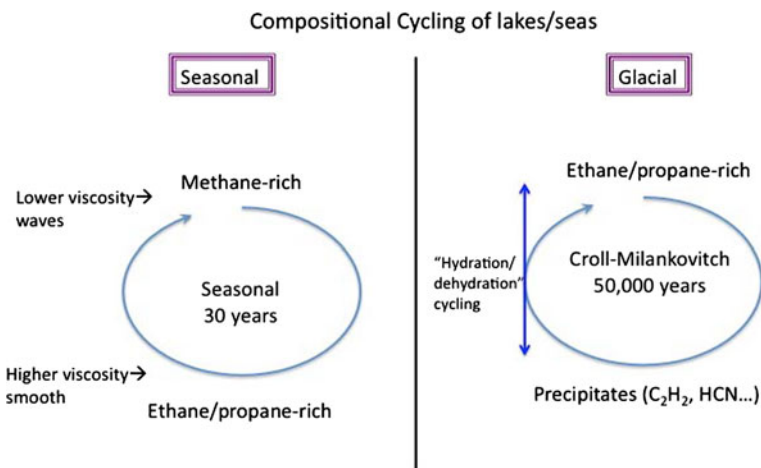 Compositional Cycling of lakes/seas
Seasonal
Methane-rich
Lower viscosity→
waves
Seasonal
30 years
Higher viscosity→
smooth
Ethane/propane-rich
Glacial
Ethane/propane-rich
"Hydration/
dehydration"
cycling
Croll-Milankovitch
50,000 years
Precipitates (C₂H₂, HCN...)